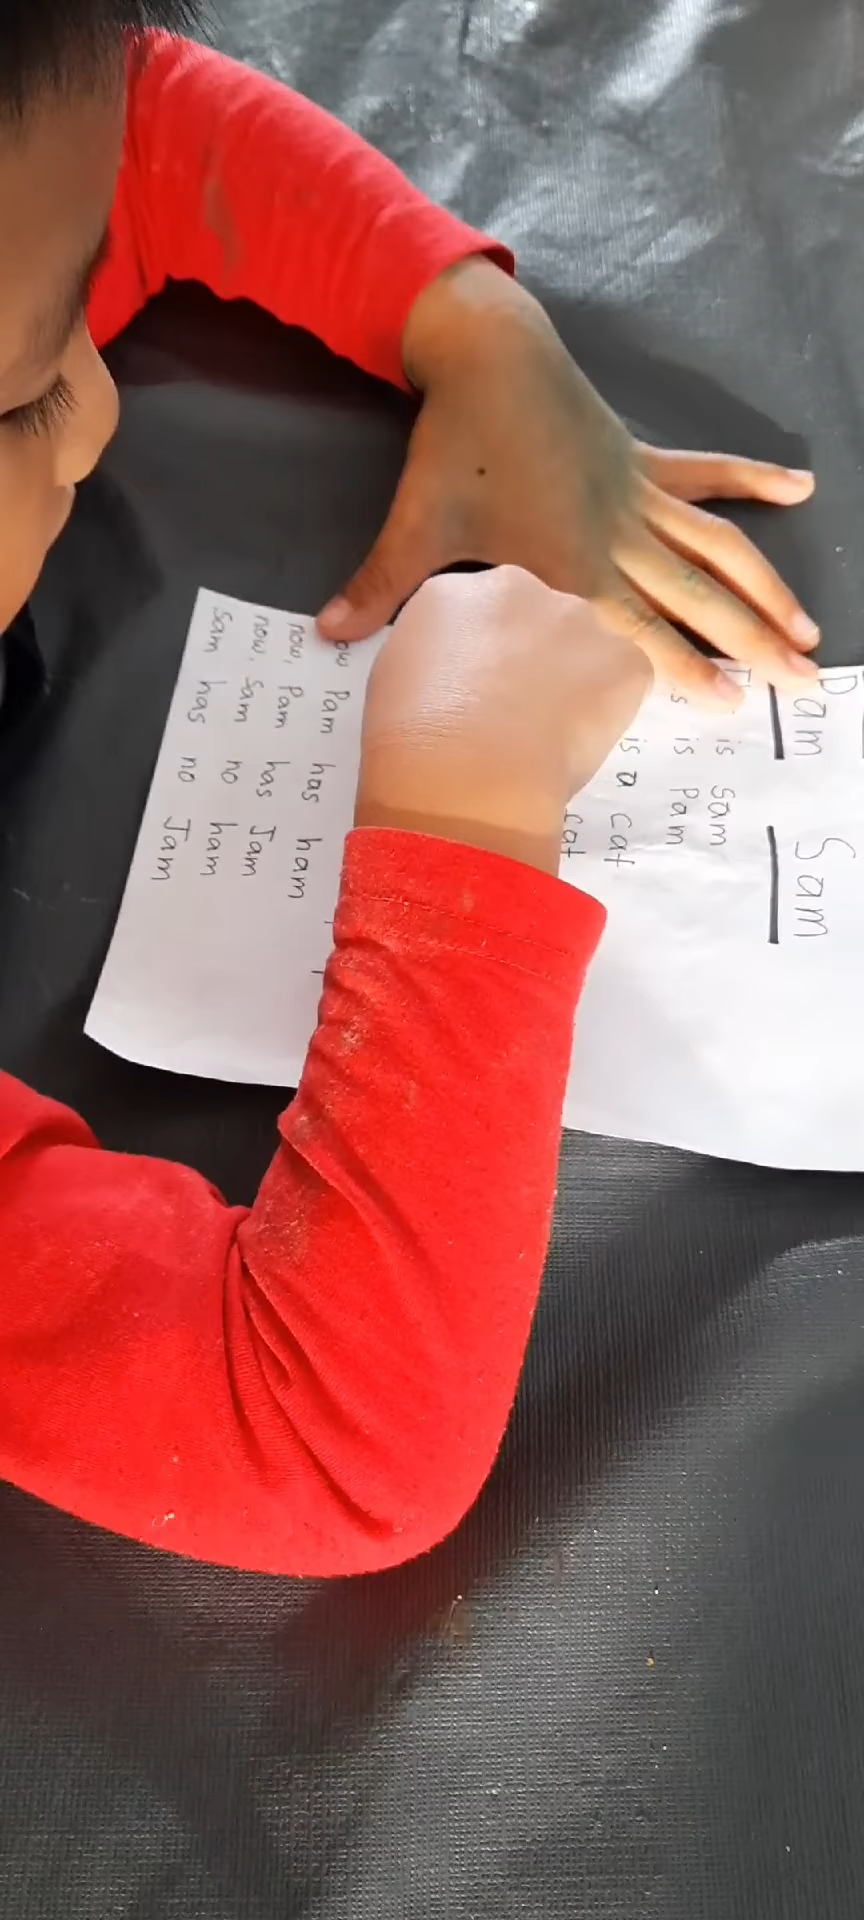 Pam Sam
is Sam
is Pam
is a cat
cat
Pam has ham
now, Pam has Jam
now, Sam no ham
Sam has no Jam